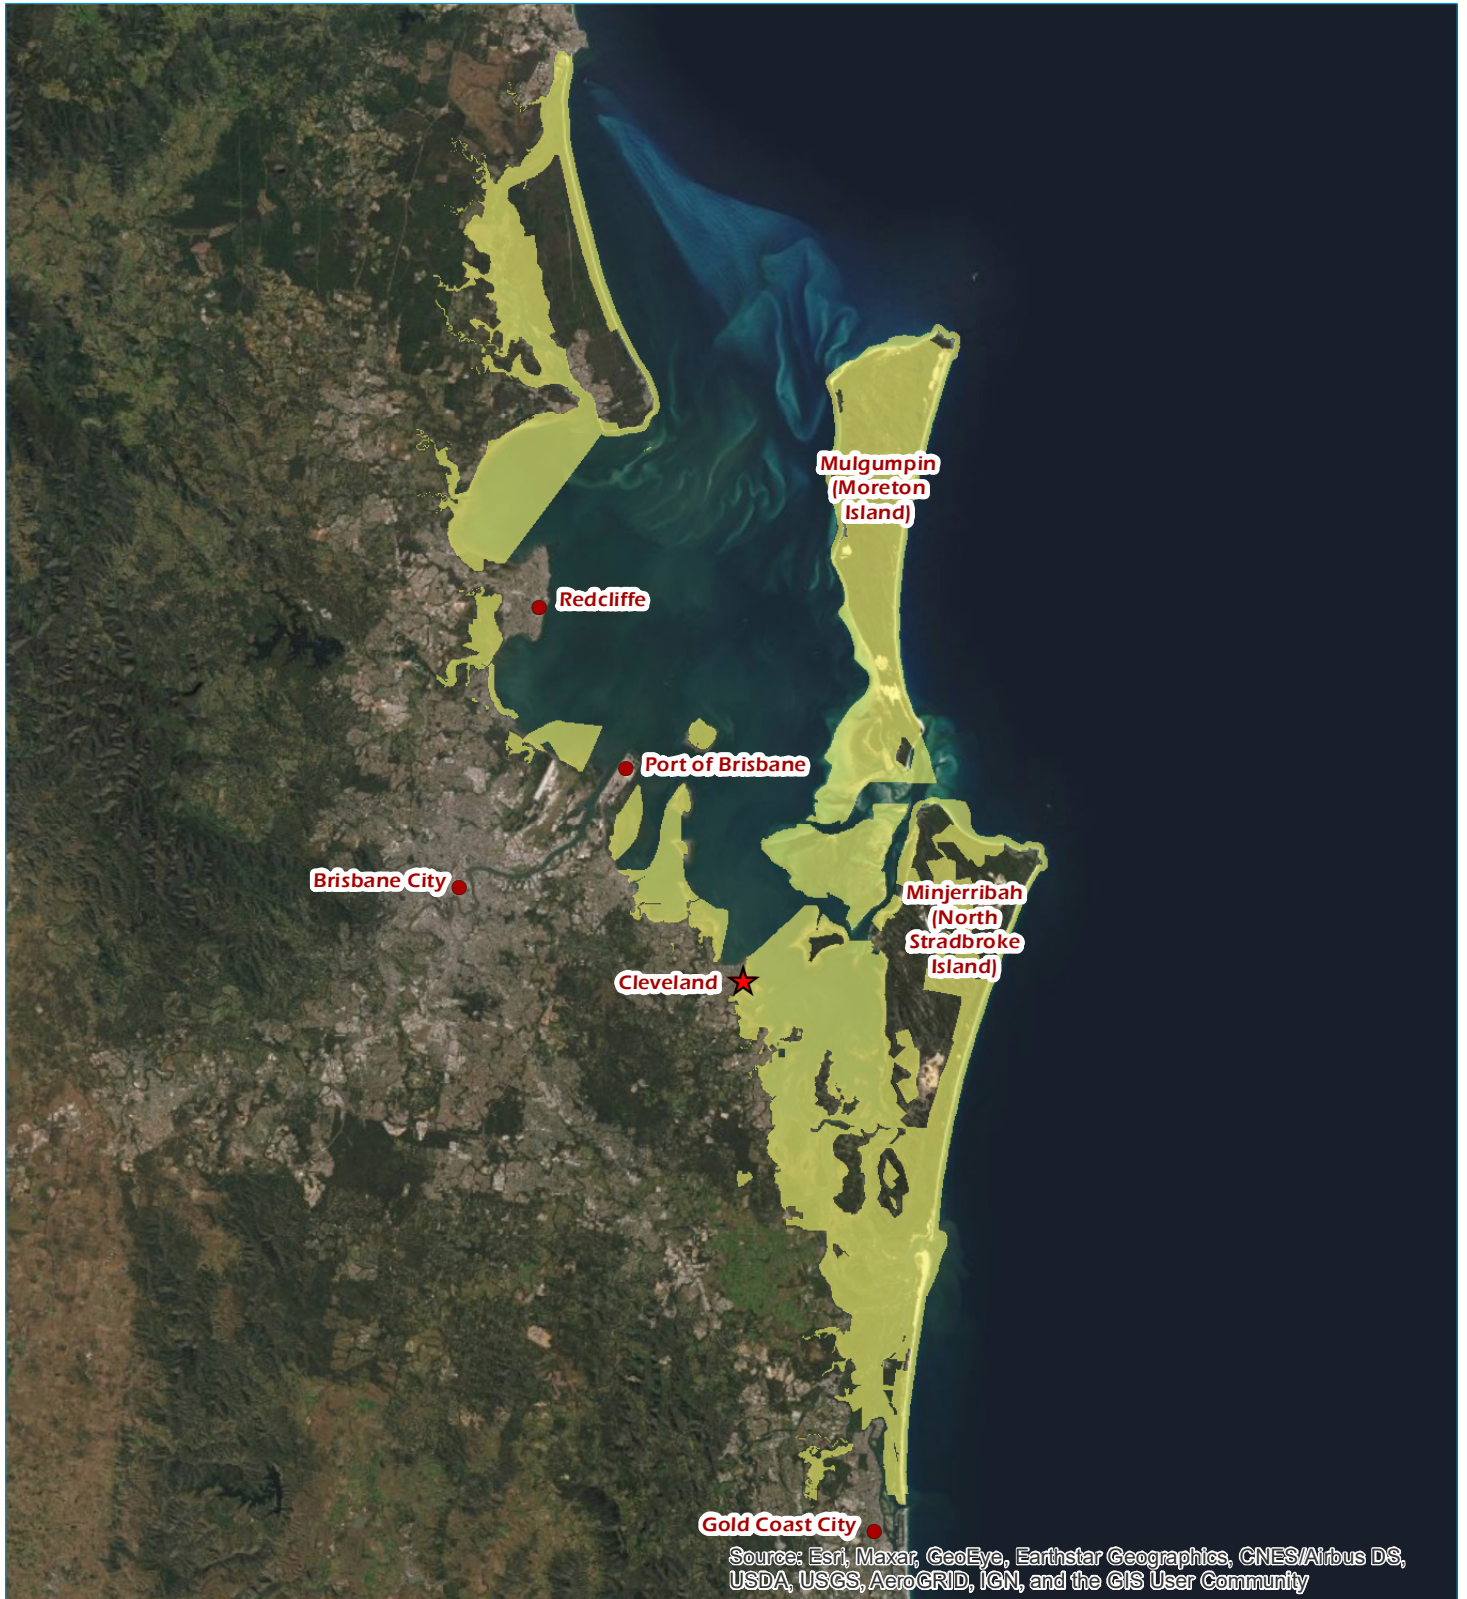 Mulgumpin
(Moreton
Island)
Redcliffe
Port of Brisbane
Brisbane City
Minjerribah
(North
Stradbroke
Island)
Cleveland
Gold Coast City
Source: Esri, Maxar, GeoEye, Earthstar Geographics, CNES/Airbus DS,
USDA, USGS, AeroGRID, IGN, and the GIS User Community